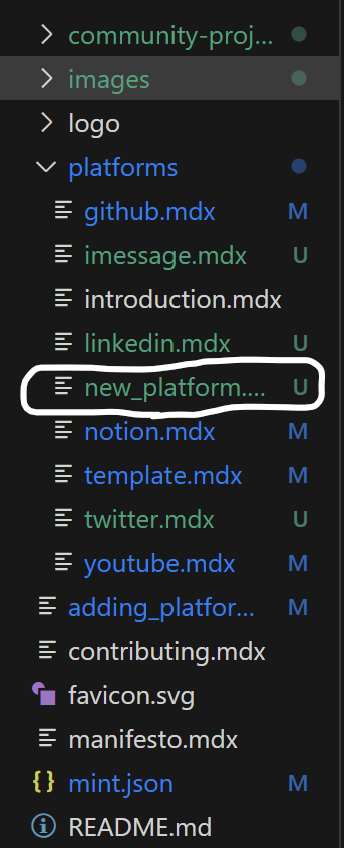 community-proj...
images
logo
platforms
github.mdx M
imessage.mdx U
introduction.mdx
linkedin.mdx U
new_platform.... U
notion.mdx M
template.mdx M
twitter.mdx U
youtube.mdx M
adding_platfor... M
contributing.mdx
favicon.svg
manifesto.mdx
{} mint.json M
README.md